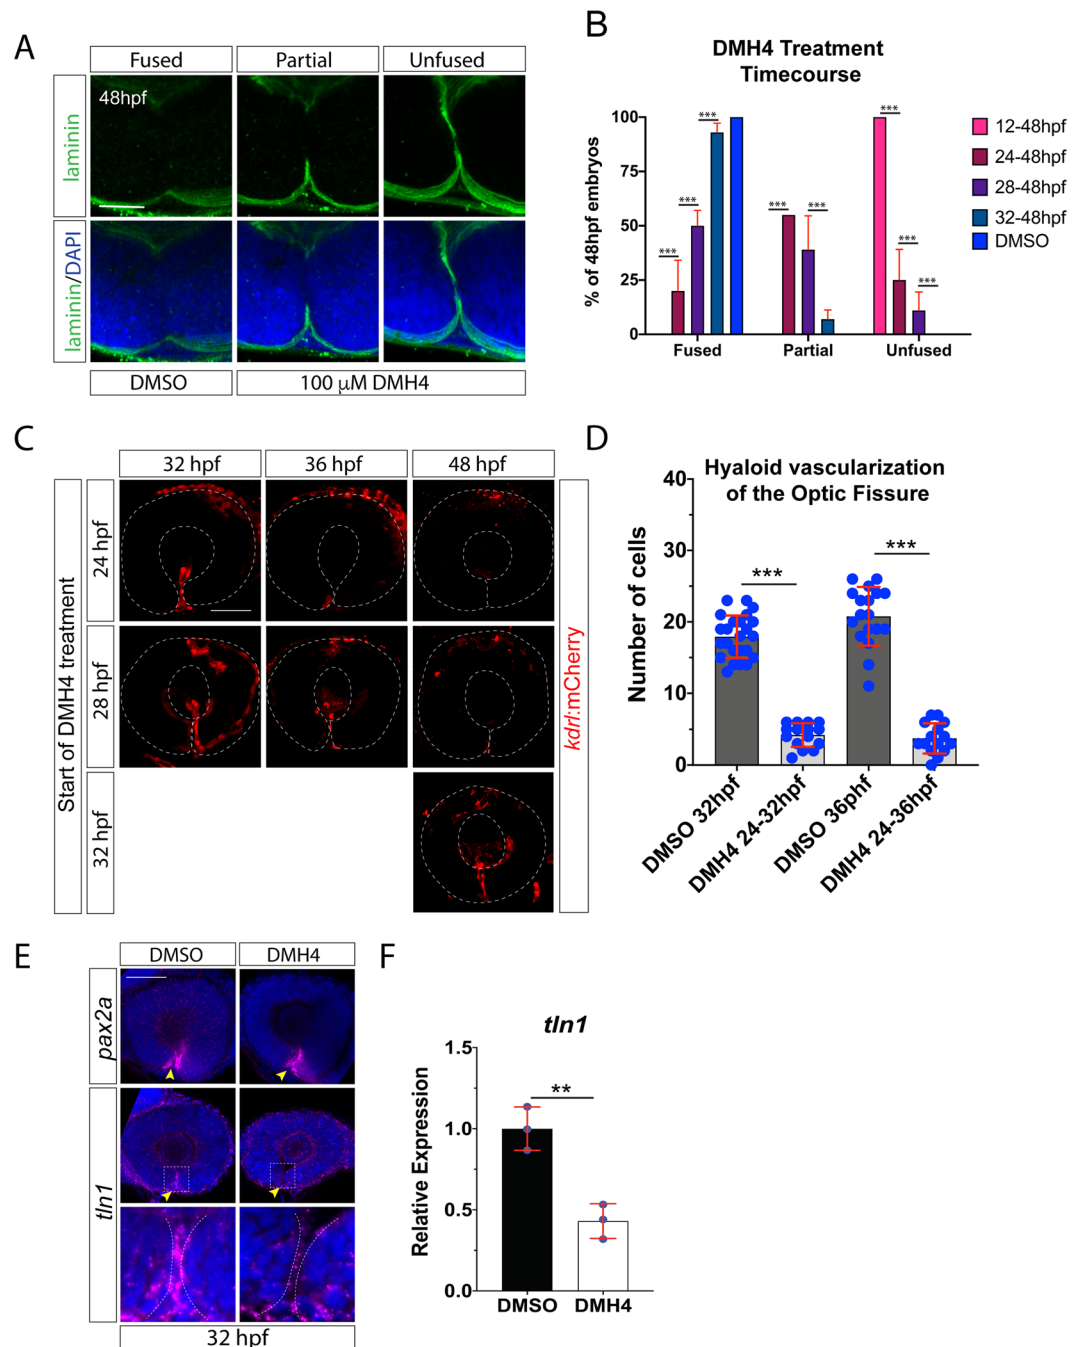 A
Fused
Partial
Unfused
48hpf
laminin
laminin/DAPI
DMSO
100 μM DMH4
B
DMH4 Treatment
Timecourse
% of 48hpf embryos
100
75
50
25
0
***
***
***
***
***
***
***
***
Fused
Partial
Unfused
12-48hpf
24-48hpf
28-48hpf
32-48hpf
DMSO
C
32 hpf
36 hpf
48 hpf
Start of DMH4 treatment
24 hpf
28 hpf
32 hpf
kdrl:mCherry
D
Hyaloid vascularization
of the Optic Fissure
Number of cells
40
30
20
10
0
***
***
DMSO 32hpf
DMH4 24-32hpf
DMSO 36phf
DMH4 24-36hpf
E
DMSO
DMH4
pax2a
tln1
32 hpf
F
tln1
Relative Expression
1.5
1.0
0.5
0.0
**
DMSO
DMH4